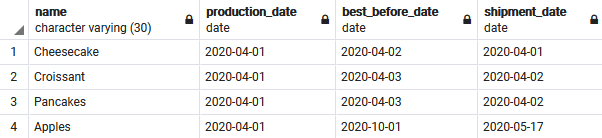 name production_date best_before_date shipment_date
character varying (30) date date date
1 Cheesecake 2020-04-01 2020-04-02 2020-04-01
2 Croissant 2020-04-01 2020-04-03 2020-04-02
3 Pancakes 2020-04-01 2020-04-03 2020-04-02
4 Apples 2020-04-01 2020-10-01 2020-05-17